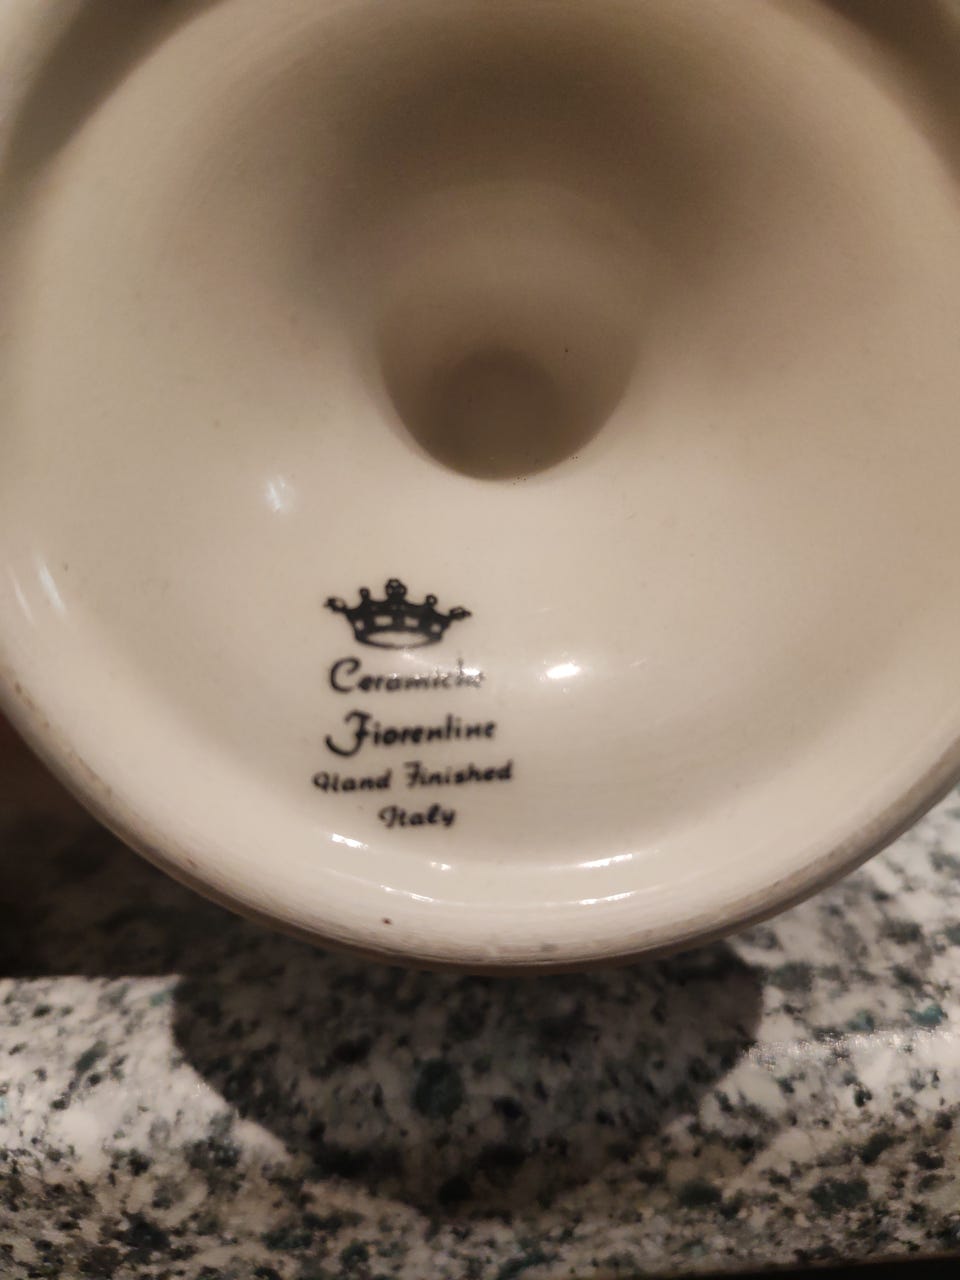 Ceramiche
Fiorentine
Hand Finished
Italy